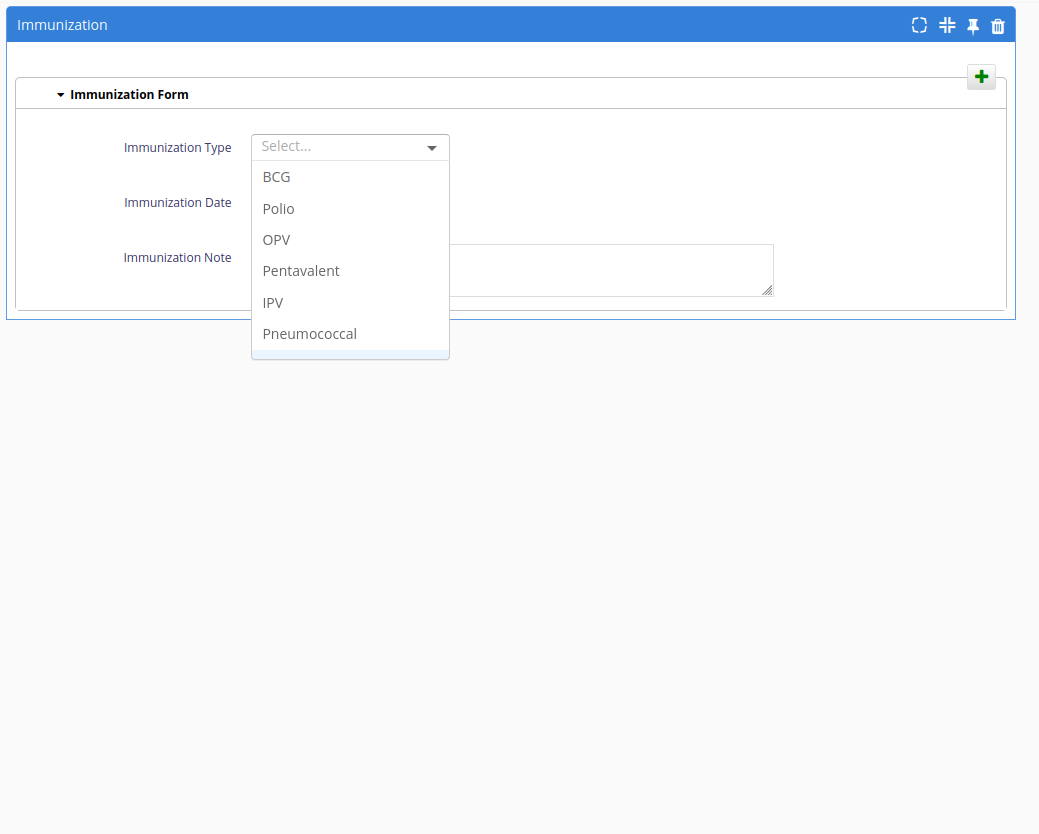 Immunization
Immunization Form
Immunization Type
Select...
BCG
Polio
OPV
Pentavalent
IPV
Pneumococcal
Immunization Date
Immunization Note